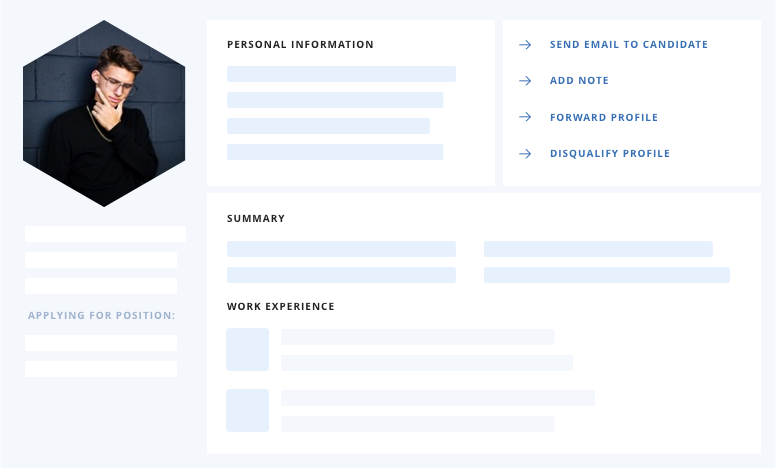 PERSONAL INFORMATION
SEND EMAIL TO CANDIDATE
ADD NOTE
FORWARD PROFILE
DISQUALIFY PROFILE
APPLYING FOR POSITION:
SUMMARY
WORK EXPERIENCE